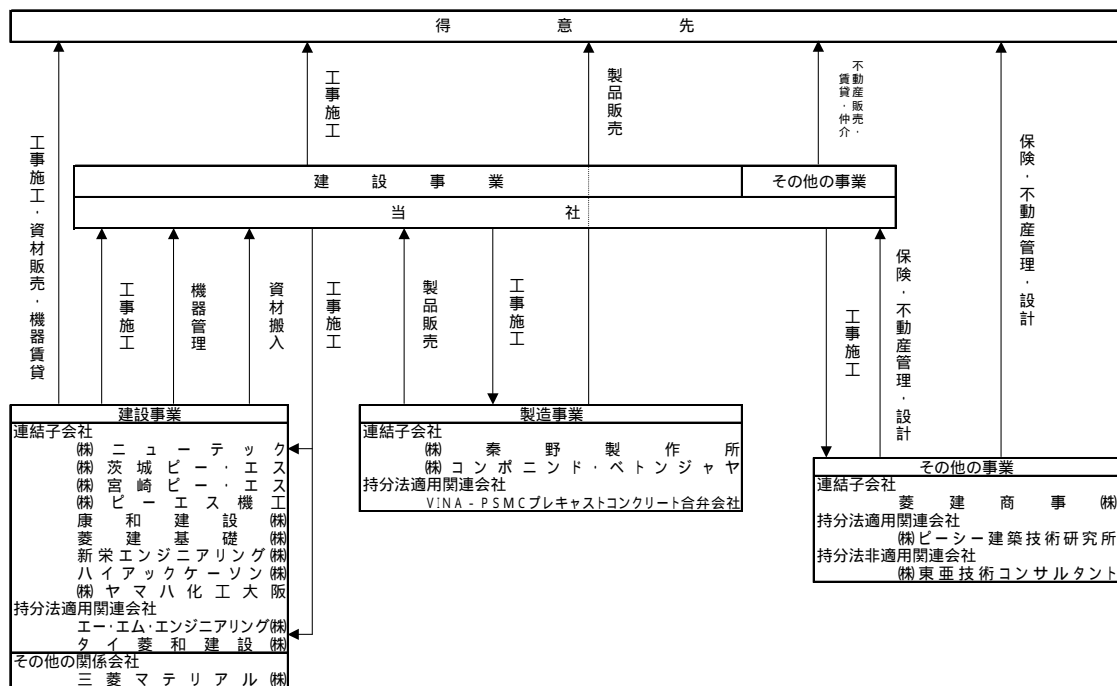 得意先
工事施工・資材販売・機器賃貸
工事施工
製品販売
不動産販売・
賃貸・仲介
保険・不動産管理・設計
建設事業
その他の事業
当社
工事施工
機器管理
資材搬入
工事施工
製品販売
工事施工
工事施工
保険・不動産管理・設計
建設事業
連結子会社
㈱ニューテック
㈱茨城ピー・エス
㈱宮崎ピー・エス
㈱ピーエス機工
康和建設㈱
菱建基礎㈱
新栄エンジニアリング㈱
ハイアックケーソン㈱
㈱ヤマハ化工大阪
持分法適用関連会社
エー・エム・エンジニアリング㈱
タイ菱和建設㈱
その他の関係会社
三菱マテリアル㈱
製造事業
連結子会社
㈱秦野製作所
㈱コンポニンド・ベトンジャヤ
持分法適用関連会社
VINA-PSMCプレキャストコンクリート合弁会社
その他の事業
連結子会社
菱建商事㈱
持分法適用関連会社
㈱ピーシー建築技術研究所
持分法非適用関連会社
㈱東亜技術コンサルタント